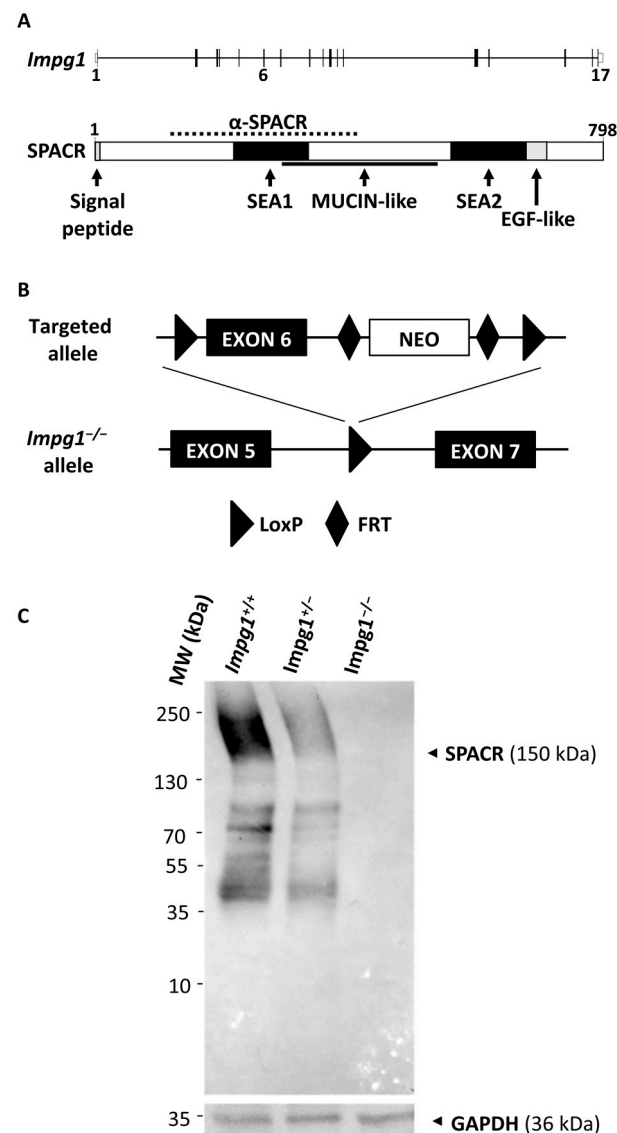 A
Impg1
1 6 17
α-SPACR
1 798
SPACR
Signal peptide
SEA1
MUCIN-like
SEA2
EGF-like
B
Targeted allele
EXON 6
NEO
Impg1–/–
allele
EXON 5
EXON 7
LoxP
FRT
C
MW (kDa)
Impg1+/+
Impg1+/–
Impg1–/–
250
130
70
55
35
10
SPACR (150 kDa)
35
GAPDH (36 kDa)